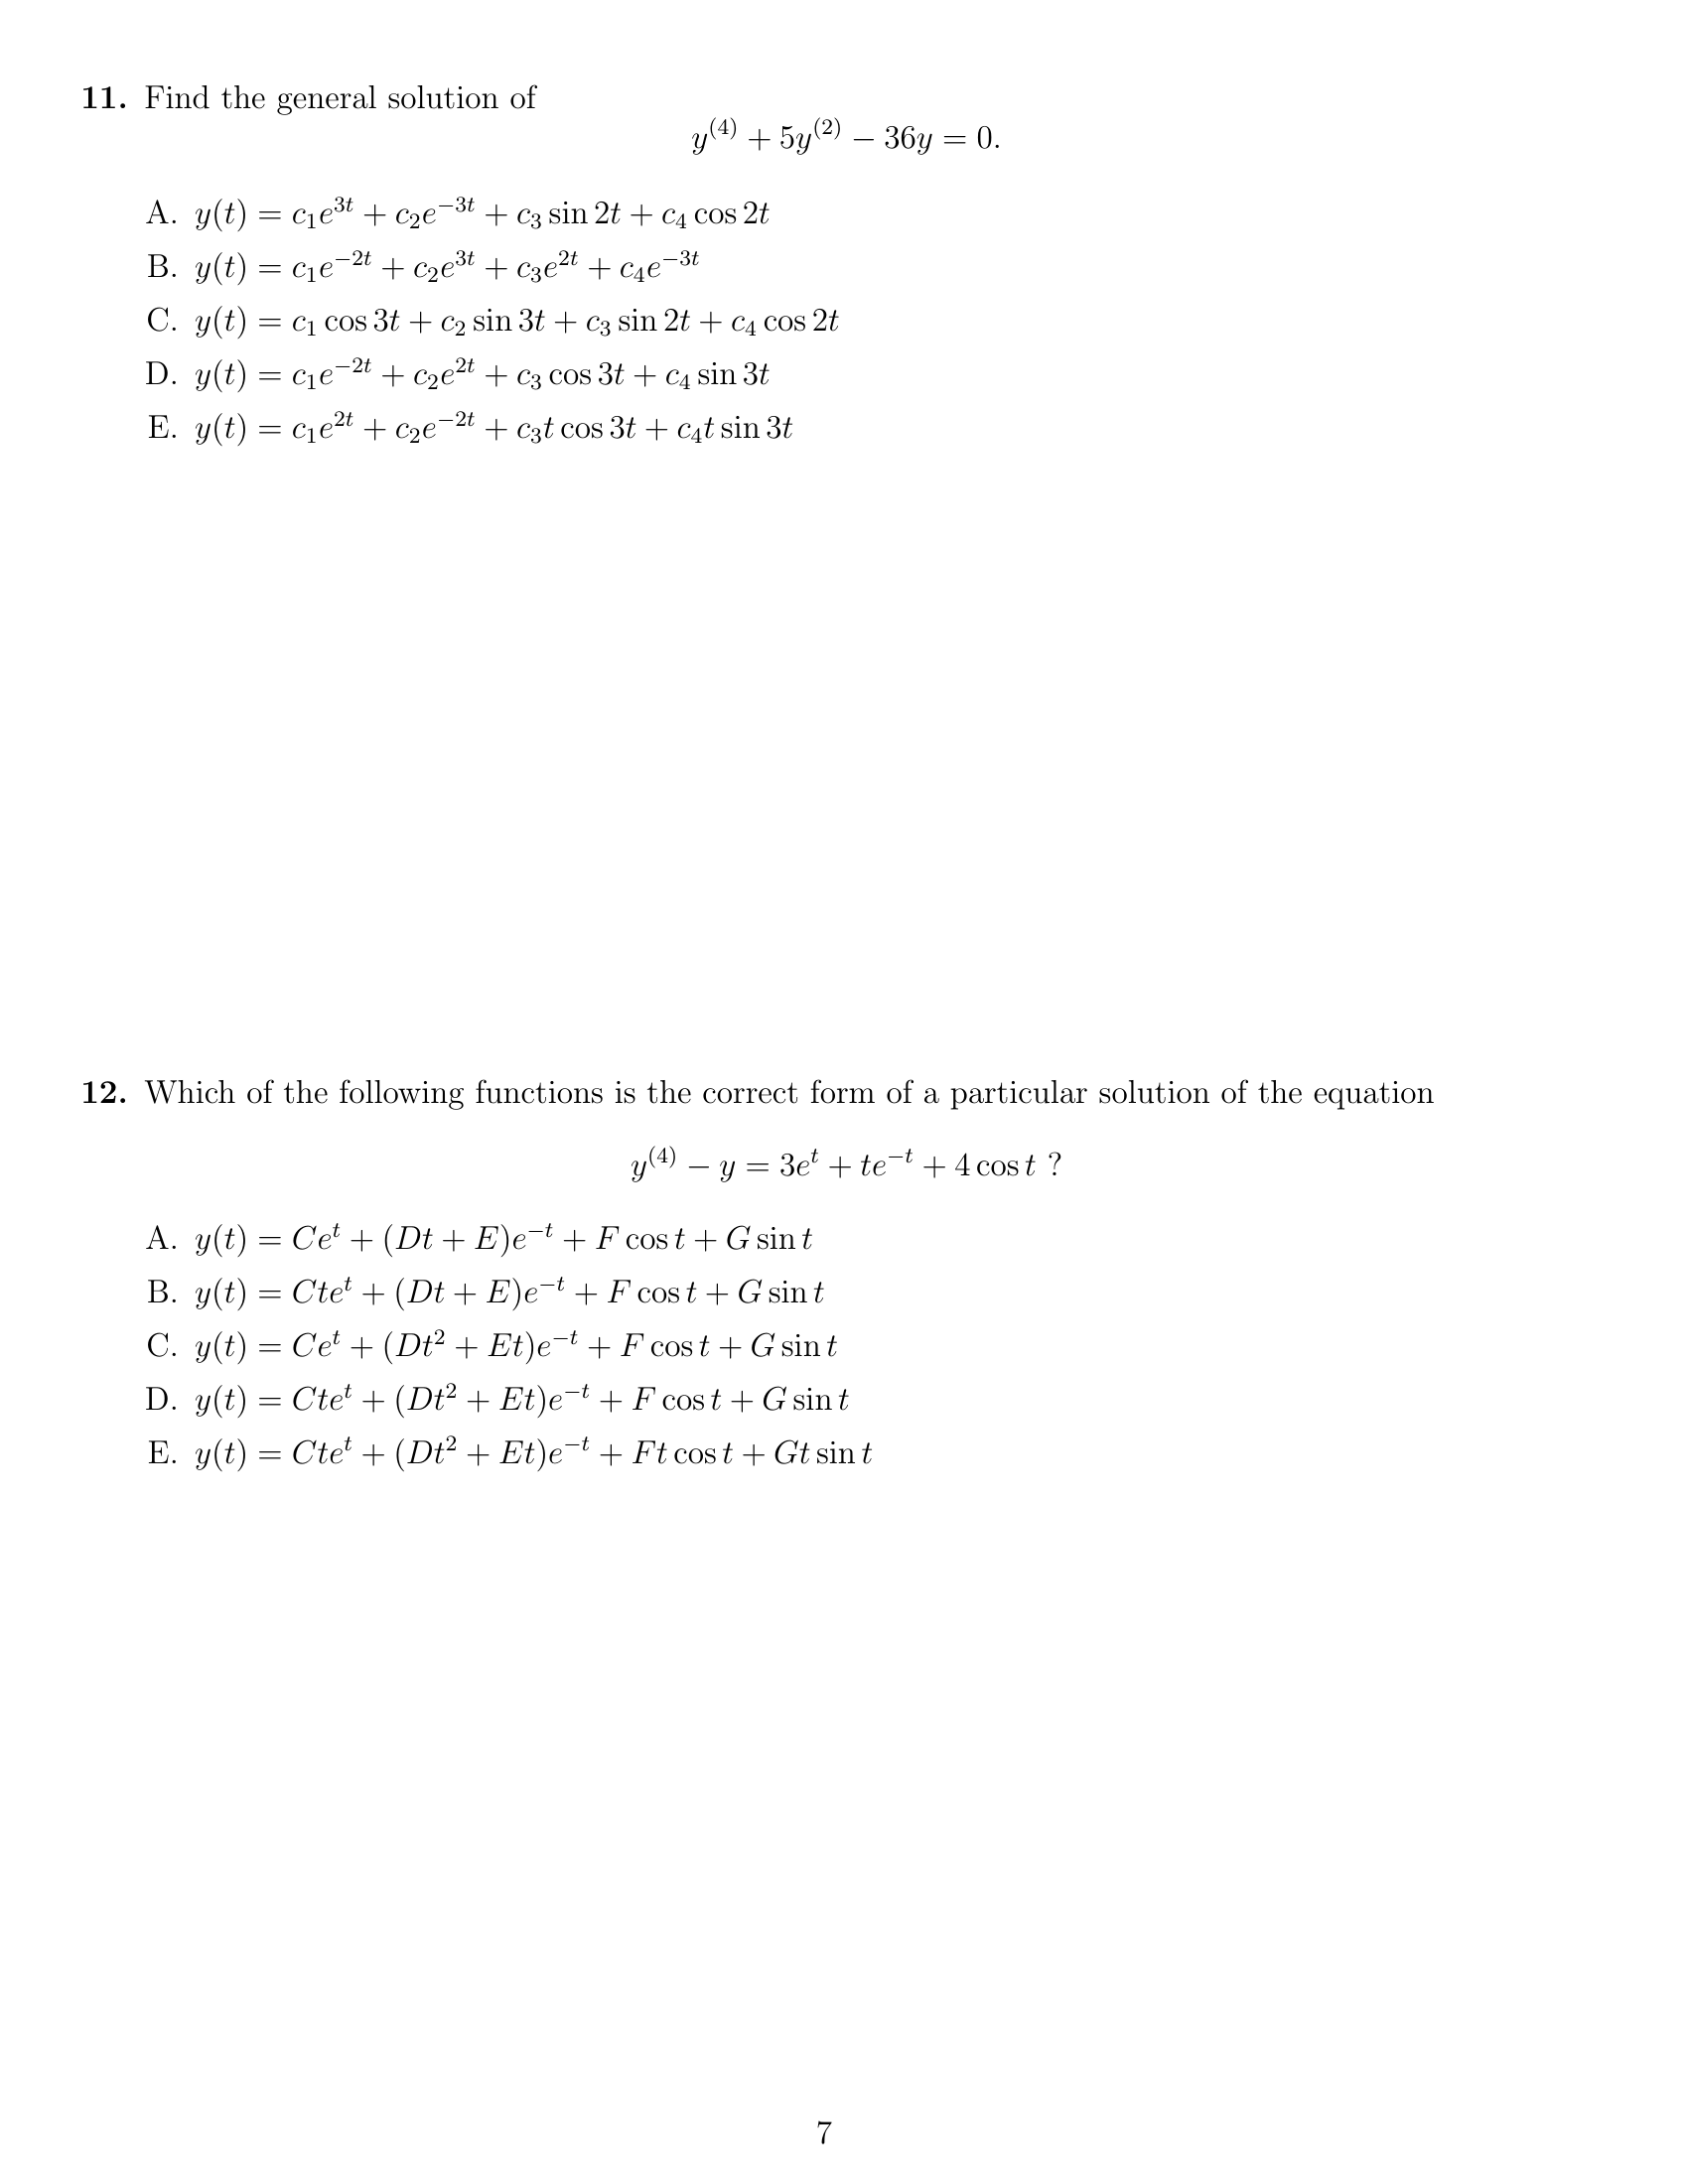 11. Find the general solution of
y^{(4)} + 5y^{(2)} − 36y = 0.
A. y(t) = c_1e^{3t} + c_2e^{−3t} + c_3 sin 2t + c_4 cos 2t
B. y(t) = c_1e^{−2t} + c_2e^{3t} + c_3e^{2t} + c_4e^{−3t}
C. y(t) = c_1 cos 3t + c_2 sin 3t + c_3 sin 2t + c_4 cos 2t
D. y(t) = c_1e^{−2t} + c_2e^{2t} + c_3 cos 3t + c_4 sin 3t
E. y(t) = c_1e^{2t} + c_2e^{−2t} + c_3t cos 3t + c_4t sin 3t
12. Which of the following functions is the correct form of a particular solution of the equation
y^{(4)} − y = 3e^t + te^{−t} + 4 cos t ?
A. y(t) = Ce^t + (Dt + E)e^{−t} + F cos t + G sin t
B. y(t) = Cte^t + (Dt + E)e^{−t} + F cos t + G sin t
C. y(t) = Ce^t + (Dt^2 + Et)e^{−t} + F cos t + G sin t
D. y(t) = Cte^t + (Dt^2 + Et)e^{−t} + F cos t + G sin t
E. y(t) = Cte^t + (Dt^2 + Et)e^{−t} + Ft cos t + Gt sin t
7